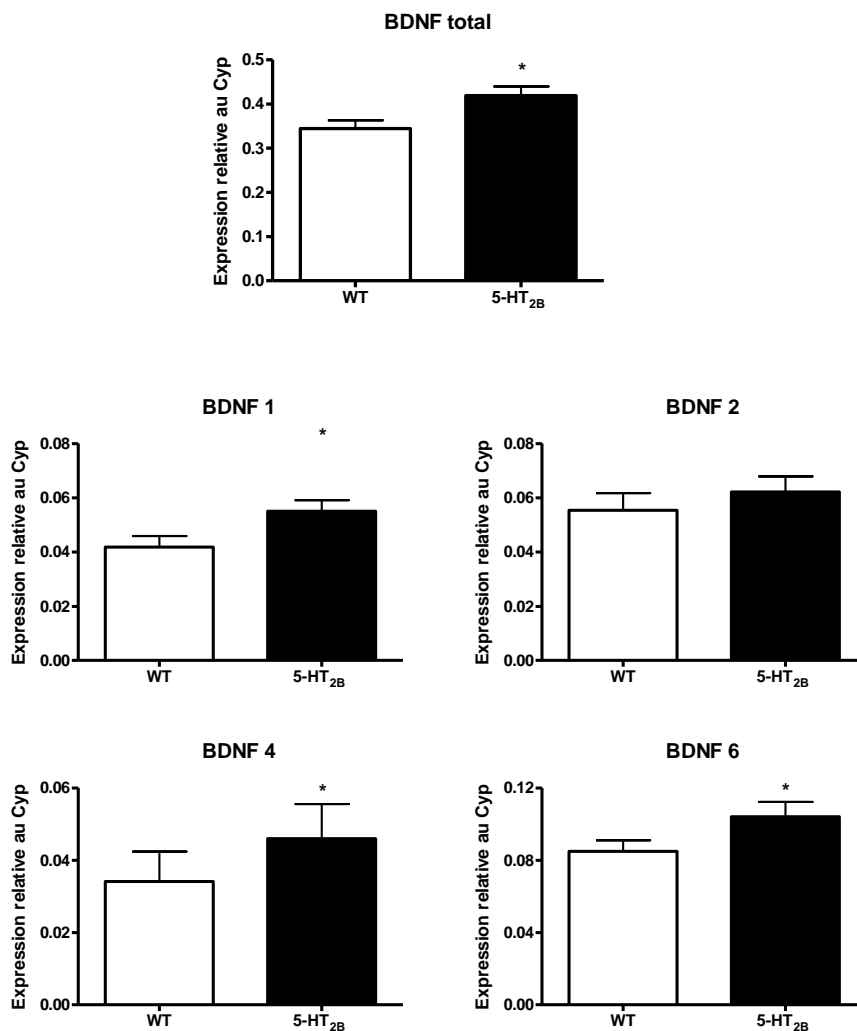 BDNF total
Expression relative au Cyp
0.5
0.4
0.3
0.2
0.1
0.0
*
WT
5-HT2B
BDNF 1
Expression relative au Cyp
0.08
0.06
0.04
0.02
0.00
*
WT
5-HT2B
BDNF 2
Expression relative au Cyp
0.08
0.06
0.04
0.02
0.00
WT
5-HT2B
BDNF 4
Expression relative au Cyp
0.06
0.04
0.02
0.00
*
WT
5-HT2B
BDNF 6
Expression relative au Cyp
0.12
0.08
0.04
0.00
*
WT
5-HT2B